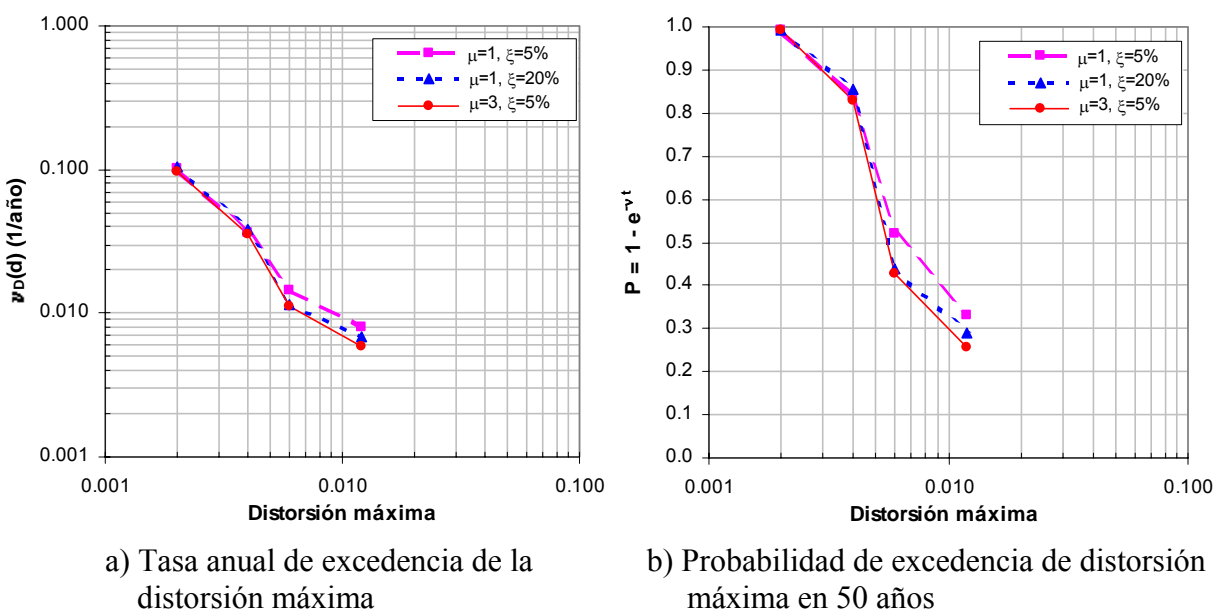 1.000
0.100
0.010
0.001
0.001
0.010
0.100
νD(d) (1/año)
Distorsión máxima
μ=1, ξ=5%
μ=1, ξ=20%
μ=3, ξ=5%
a) Tasa anual de excedencia de la
distorsión máxima
1.0
0.9
0.8
0.7
0.6
0.5
0.4
0.3
0.2
0.1
0.0
0.001
0.010
0.100
P = 1 - e-ν t
Distorsión máxima
μ=1, ξ=5%
μ=1, ξ=20%
μ=3, ξ=5%
b) Probabilidad de excedencia de distorsión
máxima en 50 años